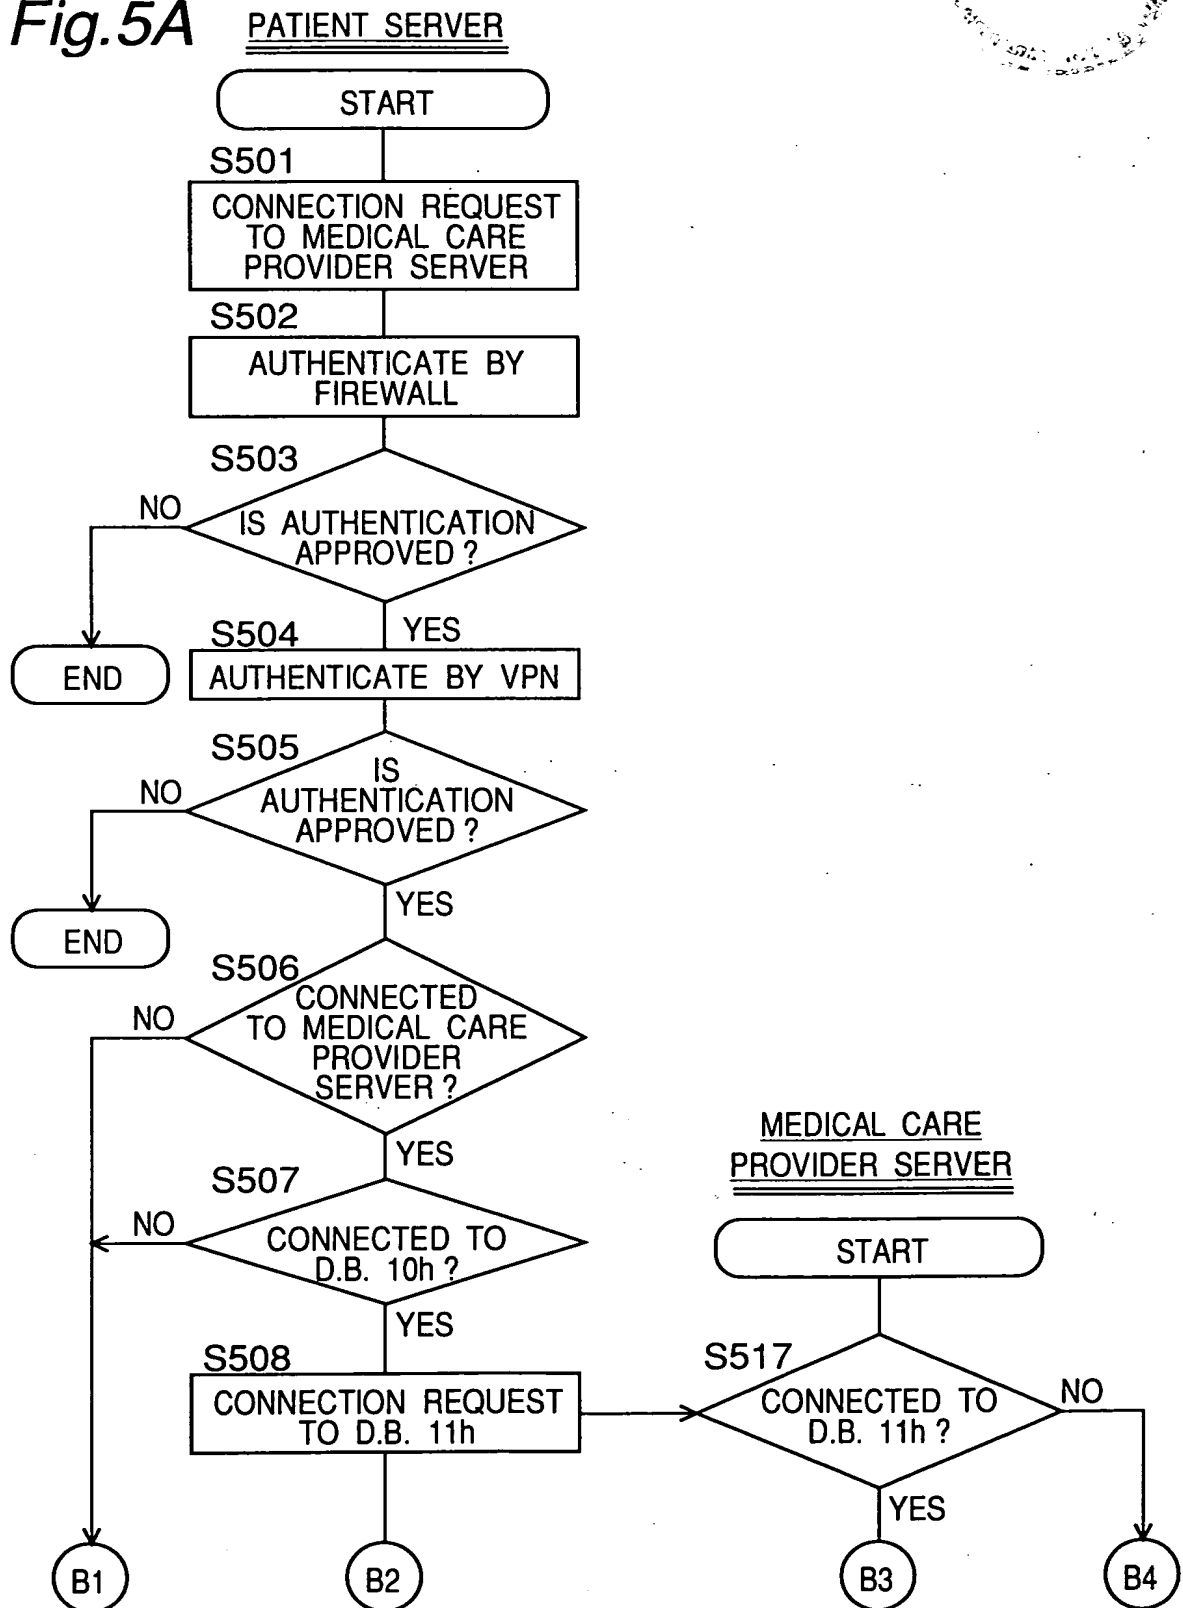 Fig.5A
PATIENT SERVER
START
S501
CONNECTION REQUEST
TO MEDICAL CARE
PROVIDER SERVER
S502
AUTHENTICATE BY
FIREWALL
S503
NO
IS AUTHENTICATION
APPROVED ?
YES
END
S504
AUTHENTICATE BY VPN
S505
NO
IS
AUTHENTICATION
APPROVED ?
YES
END
S506
NO
CONNECTED
TO MEDICAL CARE
PROVIDER
SERVER ?
YES
S507
NO
CONNECTED TO
D.B. 10h ?
YES
S508
CONNECTION REQUEST
TO D.B. 11h
MEDICAL CARE
PROVIDER SERVER
START
S517
CONNECTED TO
D.B. 11h ?
NO
YES
B1
B2
B3
B4